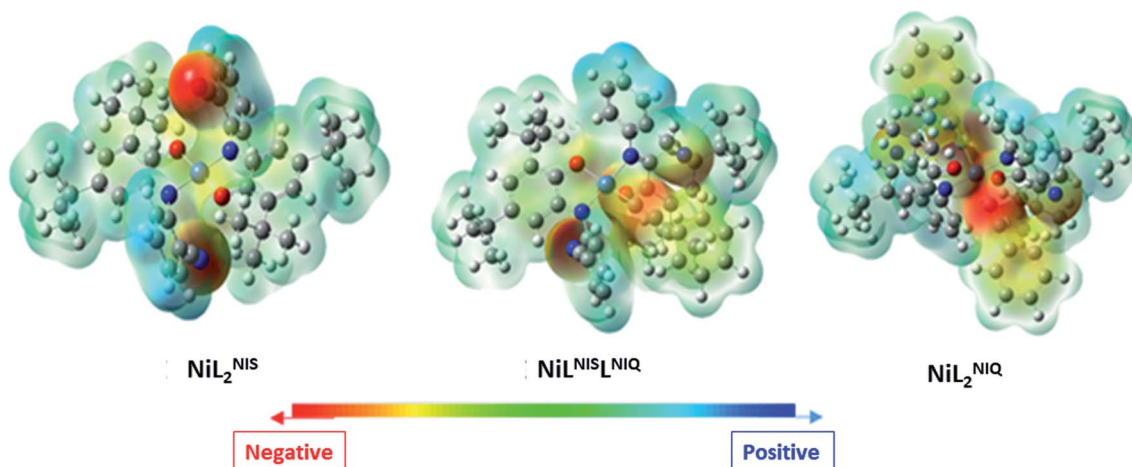 NiL₂ᴺᴵˢ
NiLᴺᴵˢLᴺᴵQ
NiL₂ᴺᴵQ
Negative
Positive